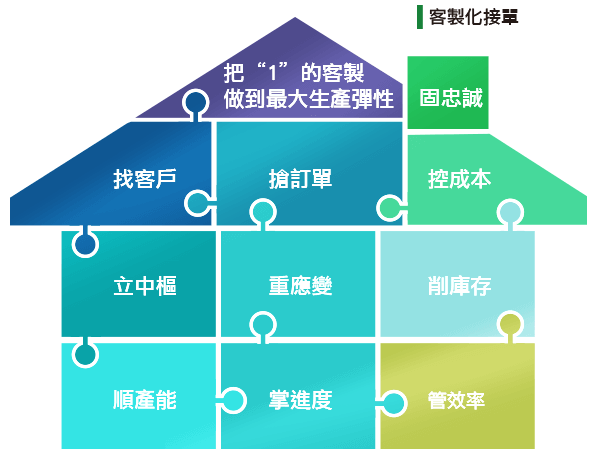 客製化接單
把“1”的客製
做到最大生產彈性
固忠誠
找客戶
搶訂單
控成本
立中樞
重應變
削庫存
順產能
掌進度
管效率